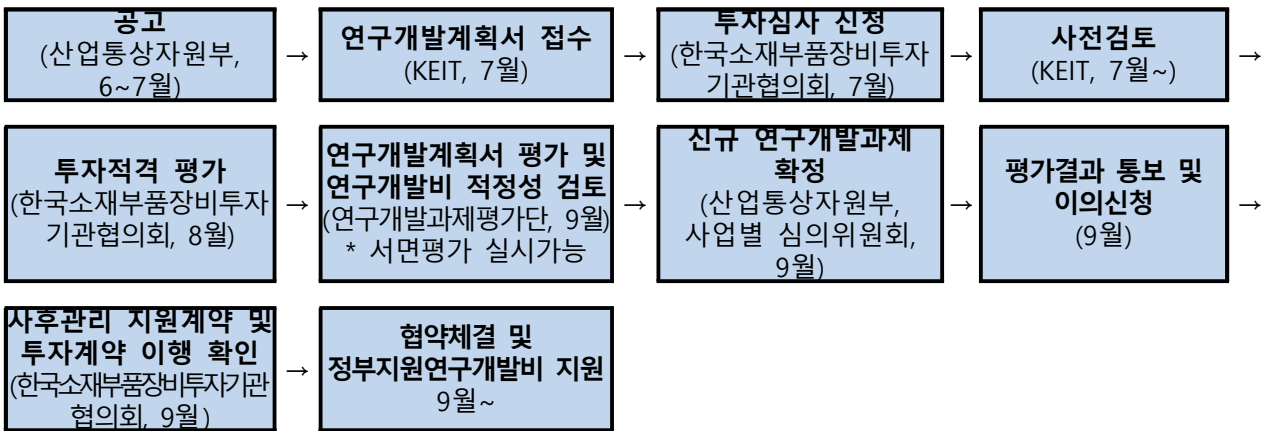 공고
(산업통상자원부,
6~7월)
→
연구개발계획서 접수
(KEIT, 7월)
→
투자심사 신청
(한국소재부품장비투자
기관협의회, 7월)
→
사전검토
(KEIT, 7월~)
→
투자적격 평가
(한국소재부품장비투자
기관협의회, 8월)
→
연구개발계획서 평가 및
연구개발비 적정성 검토
(연구개발과제평가단, 9월)
* 서면평가 실시가능
→
신규 연구개발과제
확정
(산업통상자원부,
사업별 심의위원회,
9월)
→
평가결과 통보 및
이의신청
(9월)
→
사후관리 지원계약 및
투자계약 이행 확인
(한국소재부품장비투자기관
협의회, 9월)
→
협약체결 및
정부지원연구개발비 지원
9월~